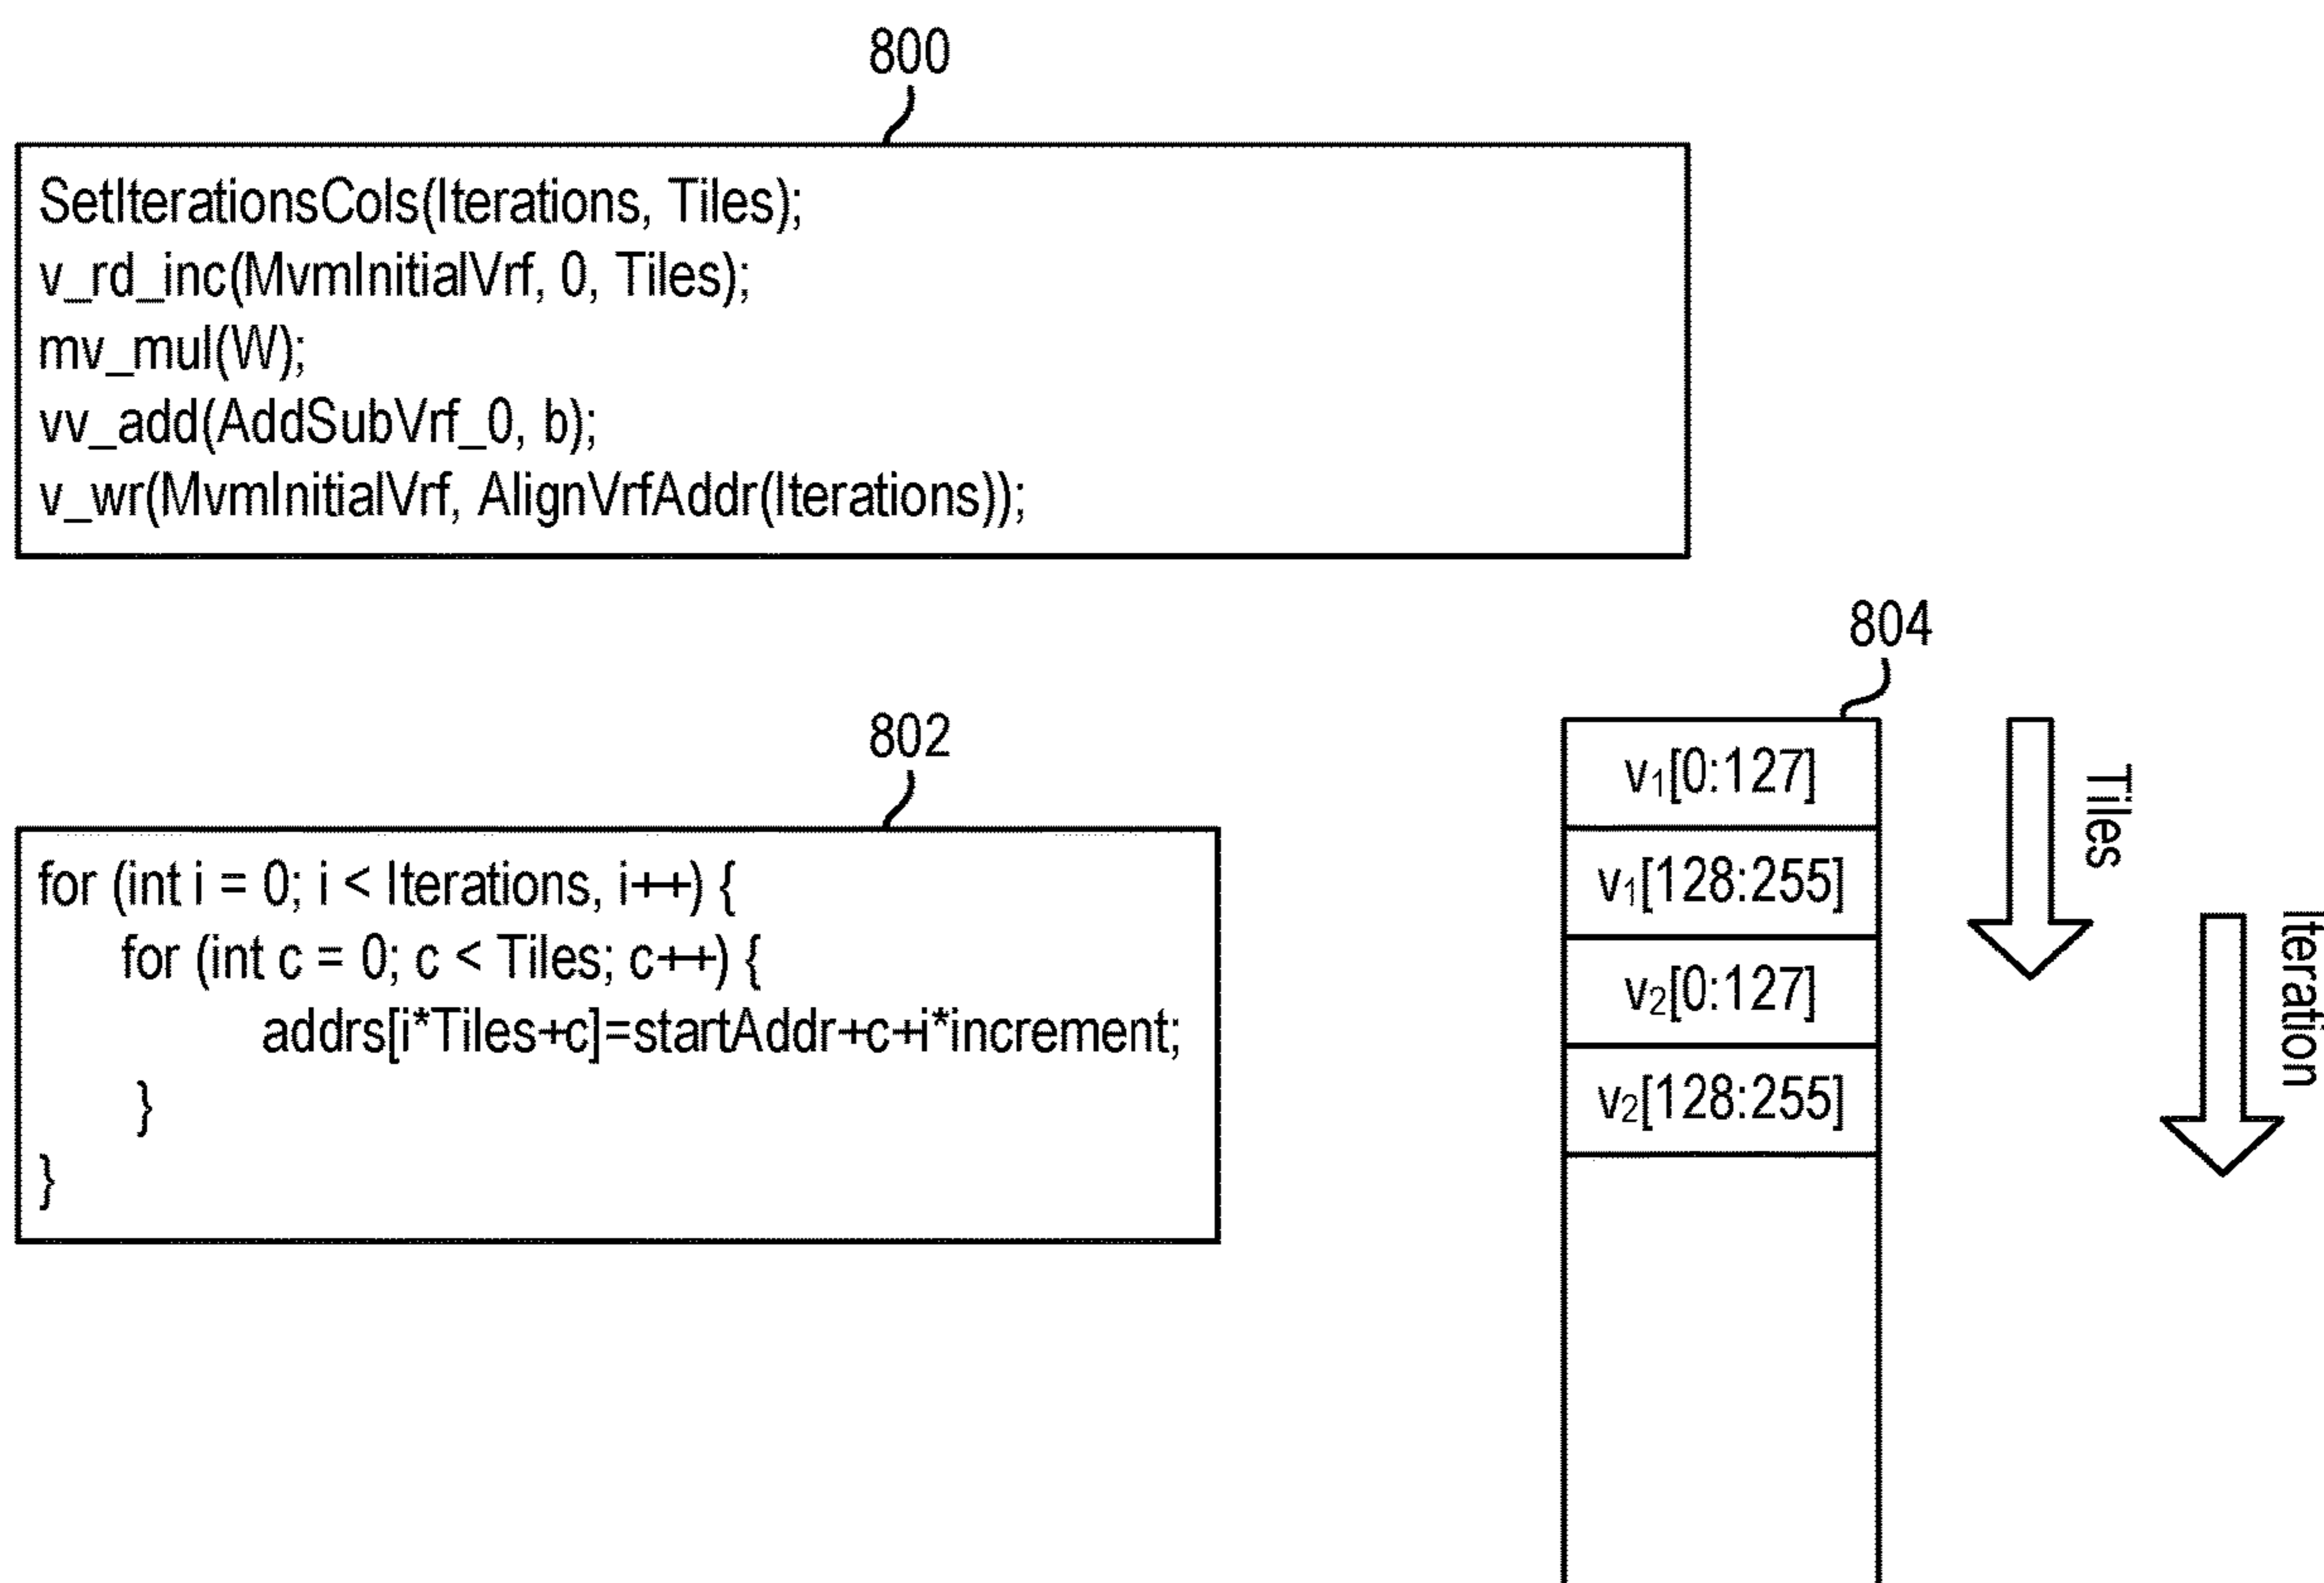 800
SetIterationsCols(Iterations, Tiles);
v_rd_inc(MvmInitialVrf, 0, Tiles);
mv_mul(W);
vv_add(AddSubVrf_0, b);
v_wr(MvmInitialVrf, AlignVrfAddr(Iterations));
802
for (int i = 0; i < Iterations, i++) {
for (int c = 0; c < Tiles; c++) {
addrs[i*Tiles+c]=startAddr+c+i*increment;
}
}
804
v₁[0:127]
v₁[128:255]
v₂[0:127]
v₂[128:255]
Tiles
Iteration